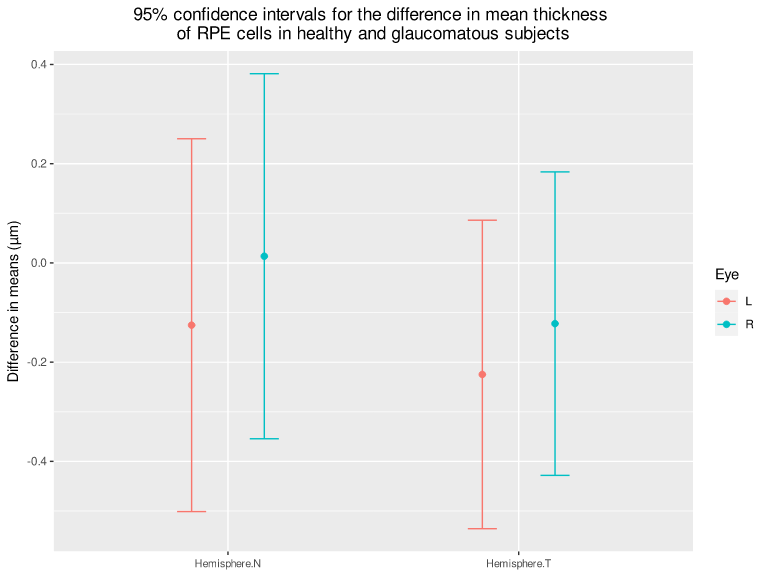 95% confidence intervals for the difference in mean thickness
of RPE cells in healthy and glaucomatous subjects
Difference in means (µm)
0.4
0.2
0.0
-0.2
-0.4
Hemisphere.N
Hemisphere.T
Eye
L
R